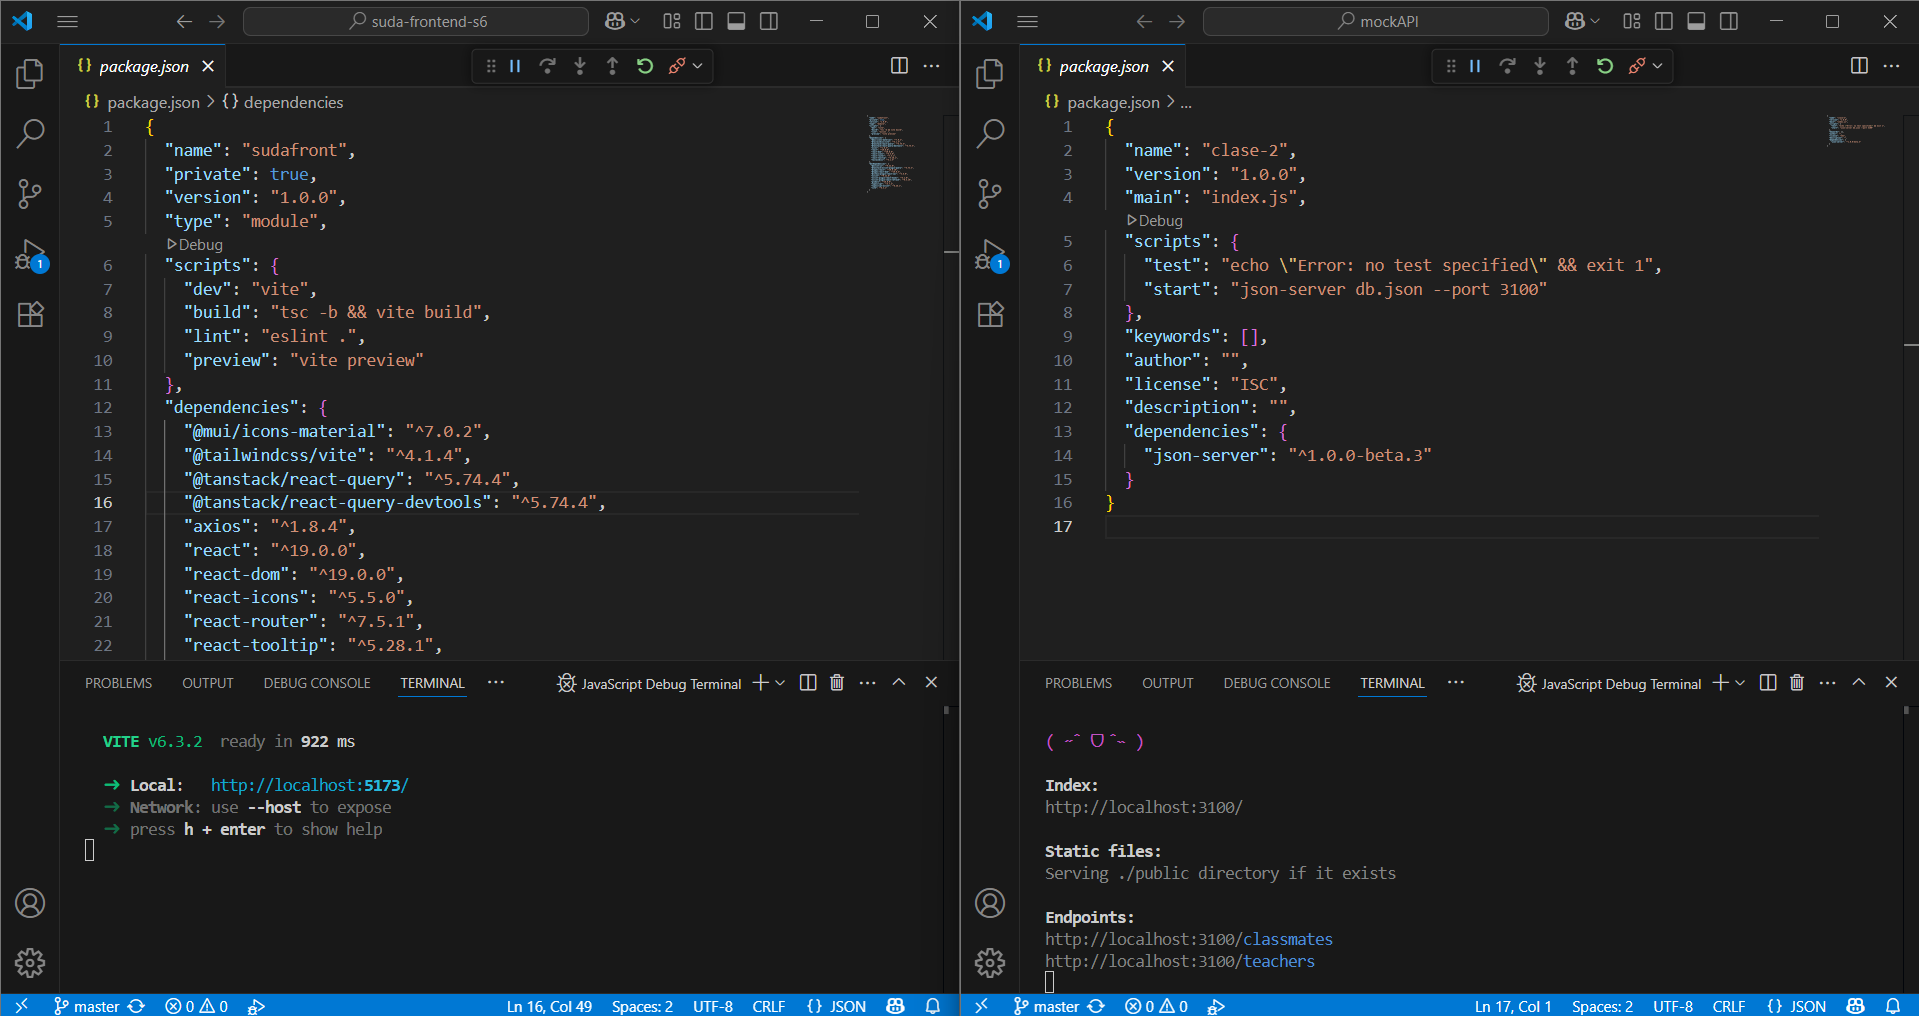 suda-frontend-s6
package.json
package.json > {} dependencies
1 {
2 "name": "sudafront",
3 "private": true,
4 "version": "1.0.0",
5 "type": "module",
Debug
6 "scripts": {
7 "dev": "vite",
8 "build": "tsc -b && vite build",
9 "lint": "eslint .",
10 "preview": "vite preview"
11 },
12 "dependencies": {
13 "@mui/icons-material": "^7.0.2",
14 "@tailwindcss/vite": "^4.1.4",
15 "@tanstack/react-query": "^5.74.4",
16 "@tanstack/react-query-devtools": "^5.74.4",
17 "axios": "^1.8.4",
18 "react": "^19.0.0",
19 "react-dom": "^19.0.0",
20 "react-icons": "^5.5.0",
21 "react-router": "^7.5.1",
22 "react-tooltip": "^5.28.1",
1
PROBLEMS OUTPUT DEBUG CONSOLE TERMINAL ··· JavaScript Debug Terminal
VITE v6.3.2 ready in 922 ms
➜ Local: http://localhost:5173/
➜ Network: use --host to expose
➜ press h + enter to show help
master 0 0 Ln 16, Col 49 Spaces: 2 UTF-8 CRLF {} JSON
mockAPI
package.json
package.json > ...
1 {
2 "name": "clase-2",
3 "version": "1.0.0",
4 "main": "index.js",
Debug
5 "scripts": {
6 "test": "echo \"Error: no test specified\" && exit 1",
7 "start": "json-server db.json --port 3100"
8 },
9 "keywords": [],
10 "author": "",
11 "license": "ISC",
12 "description": "",
13 "dependencies": {
14 "json-server": "^1.0.0-beta.3"
15 }
16 }
17
1
PROBLEMS OUTPUT DEBUG CONSOLE TERMINAL ··· JavaScript Debug Terminal
( ˶ˆ ᗜ ˆ˵ )
Index:
http://localhost:3100/
Static files:
Serving ./public directory if it exists
Endpoints:
http://localhost:3100/classmates
http://localhost:3100/teachers
master 0 0 Ln 17, Col 1 Spaces: 2 UTF-8 CRLF {} JSON